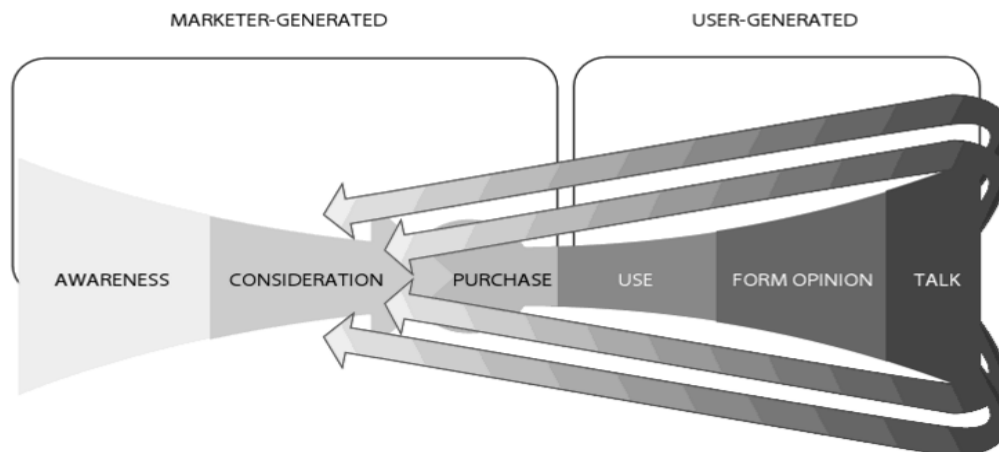 MARKETER-GENERATED
USER-GENERATED
AWARENESS
CONSIDERATION
PURCHASE
USE
FORM OPINION
TALK